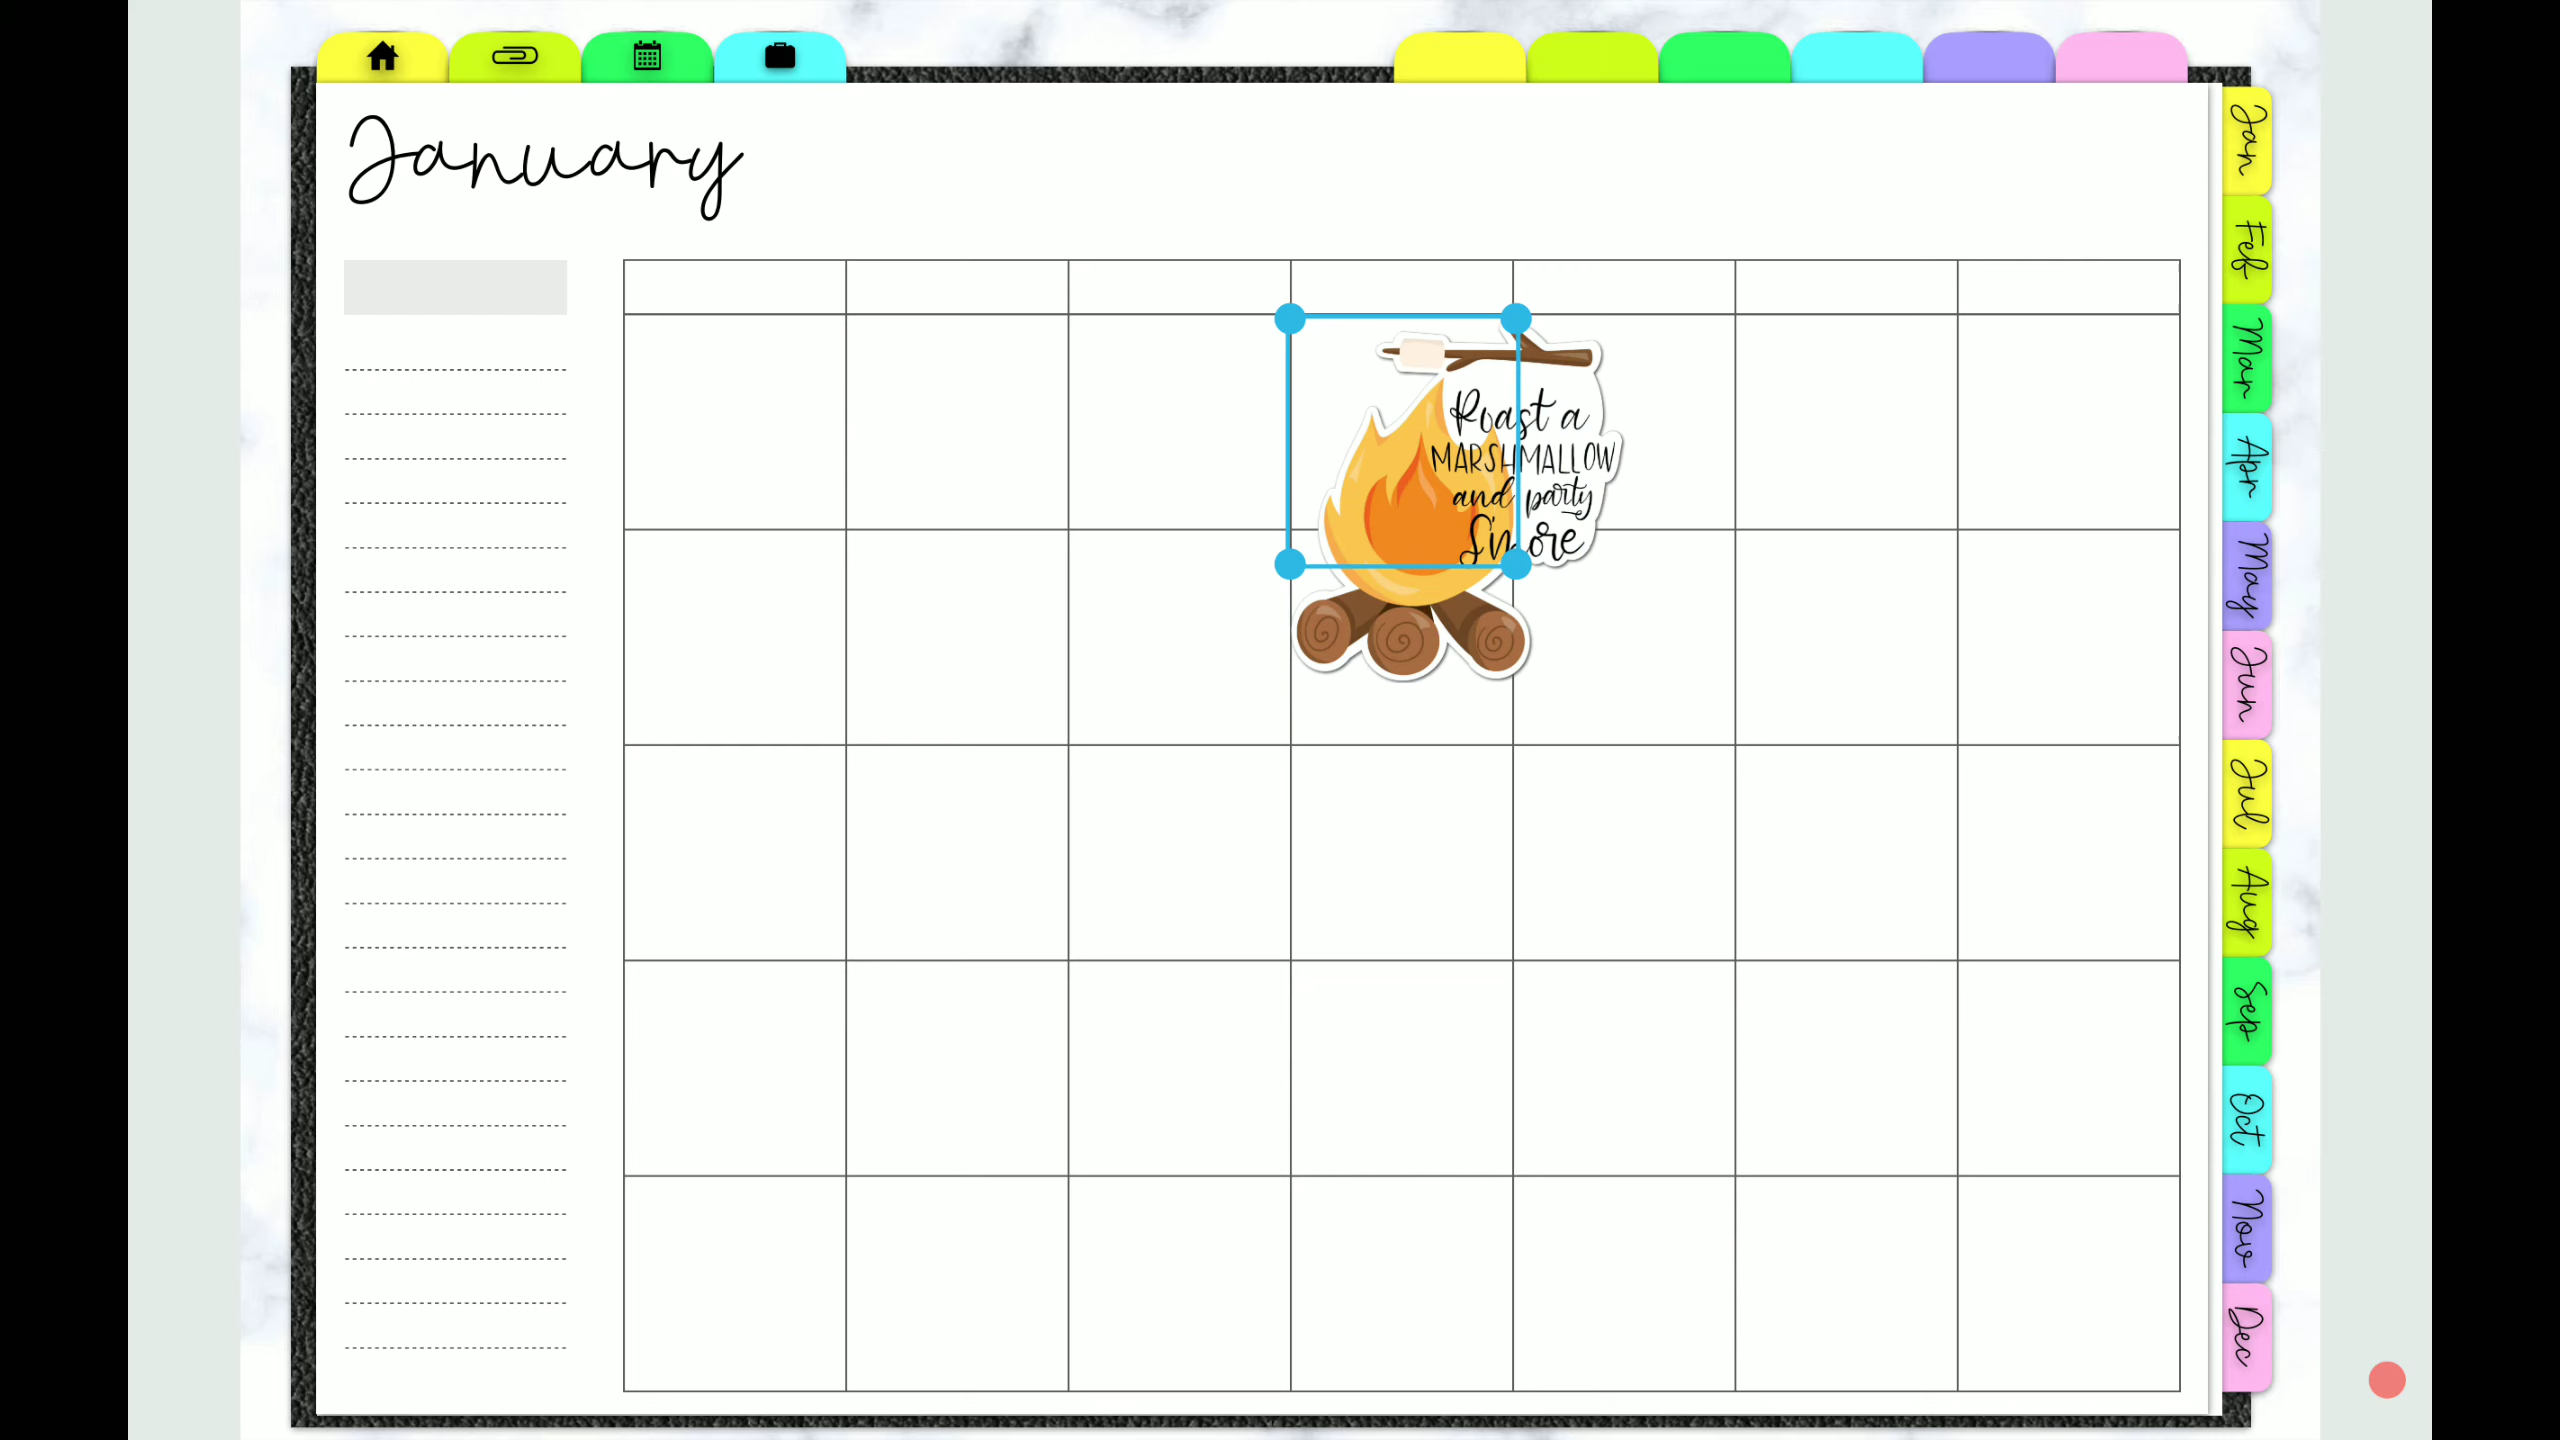 January
Roast a
MARSHMALLOW
and party
S'more
Jan
Feb
Mar
Apr
May
Jun
Jul
Aug
Sep
Oct
Nov
Dec